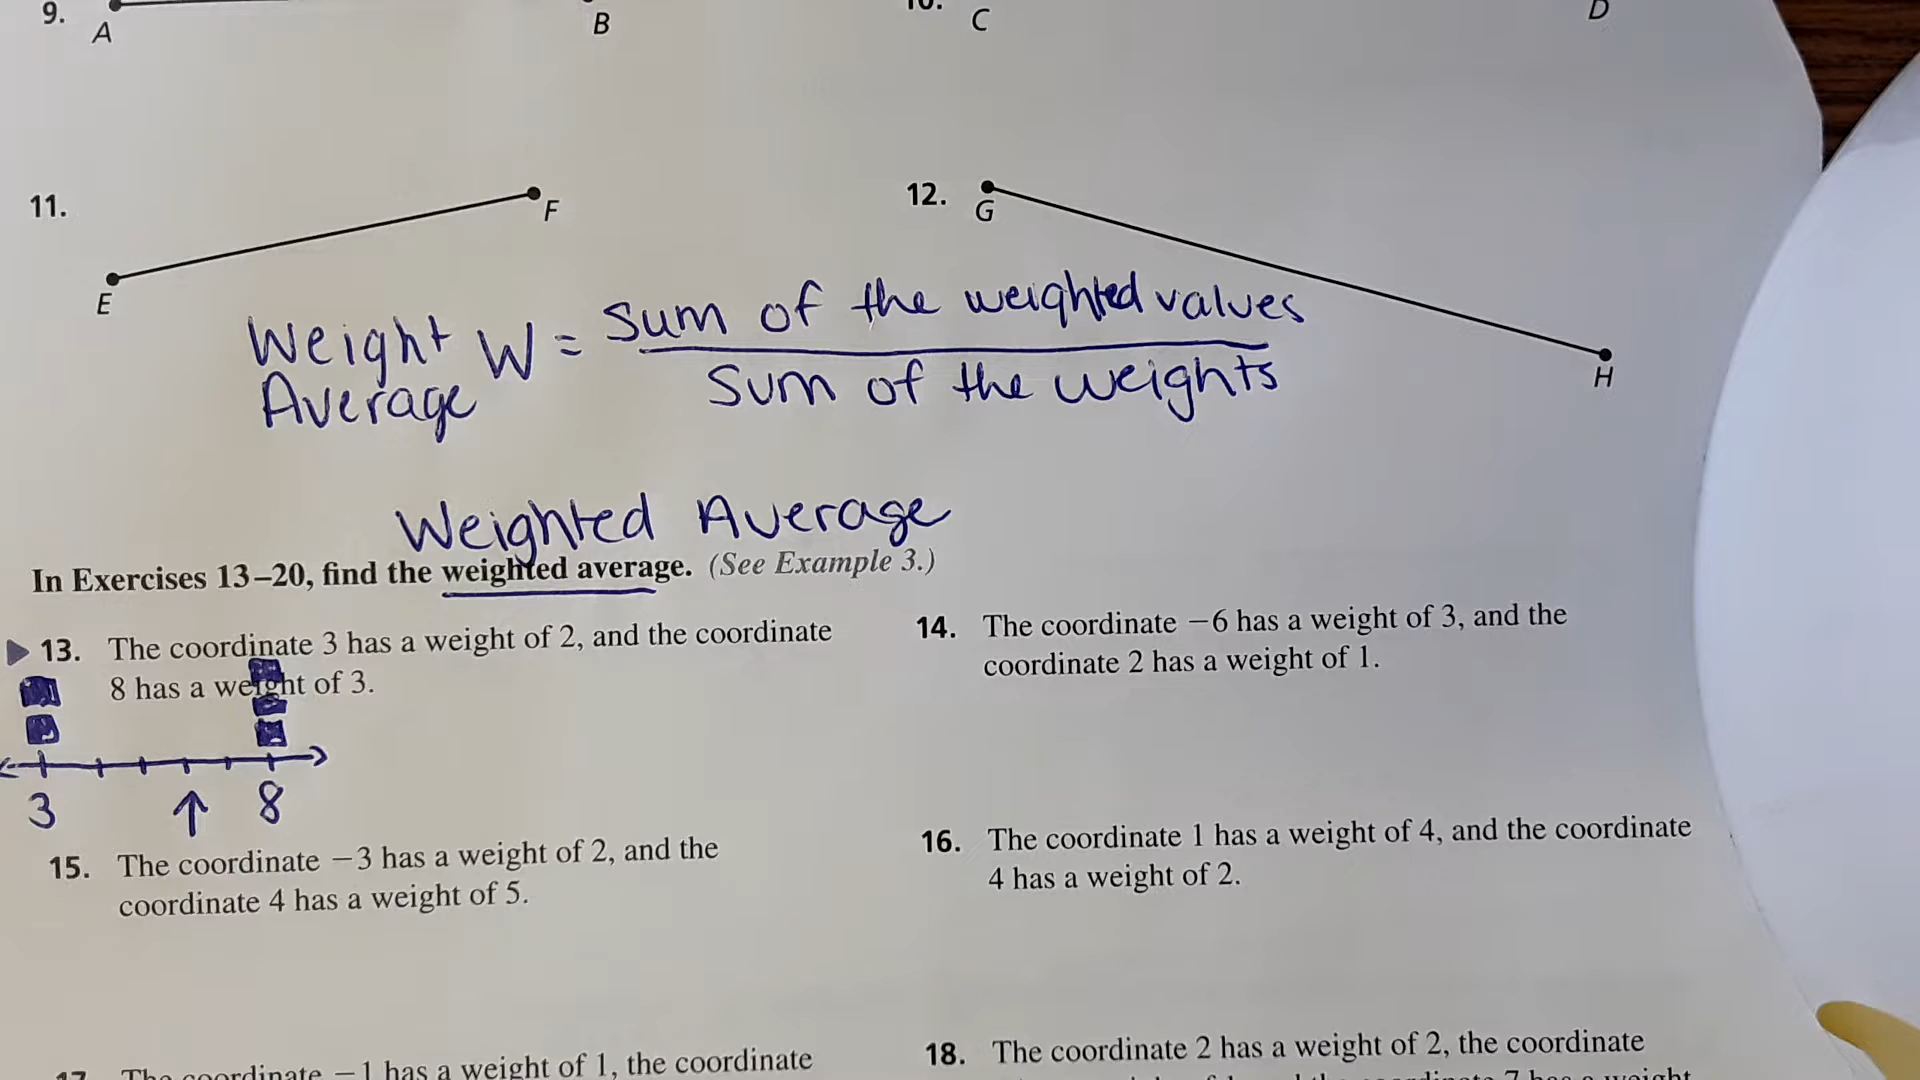 9.
A
B
10.
C
D
11.
E
F
12.
G
H
Weight W = Sum of the weighted values
Average Sum of the weights
Weighted Average
In Exercises 13–20, find the weighted average. (See Example 3.)
13. The coordinate 3 has a weight of 2, and the coordinate
8 has a weight of 3.
3 ↑ 8
14. The coordinate −6 has a weight of 3, and the
coordinate 2 has a weight of 1.
15. The coordinate −3 has a weight of 2, and the
coordinate 4 has a weight of 5.
16. The coordinate 1 has a weight of 4, and the coordinate
4 has a weight of 2.
17. The coordinate −1 has a weight of 1, the coordinate
18. The coordinate 2 has a weight of 2, the coordinate
7 has a weight